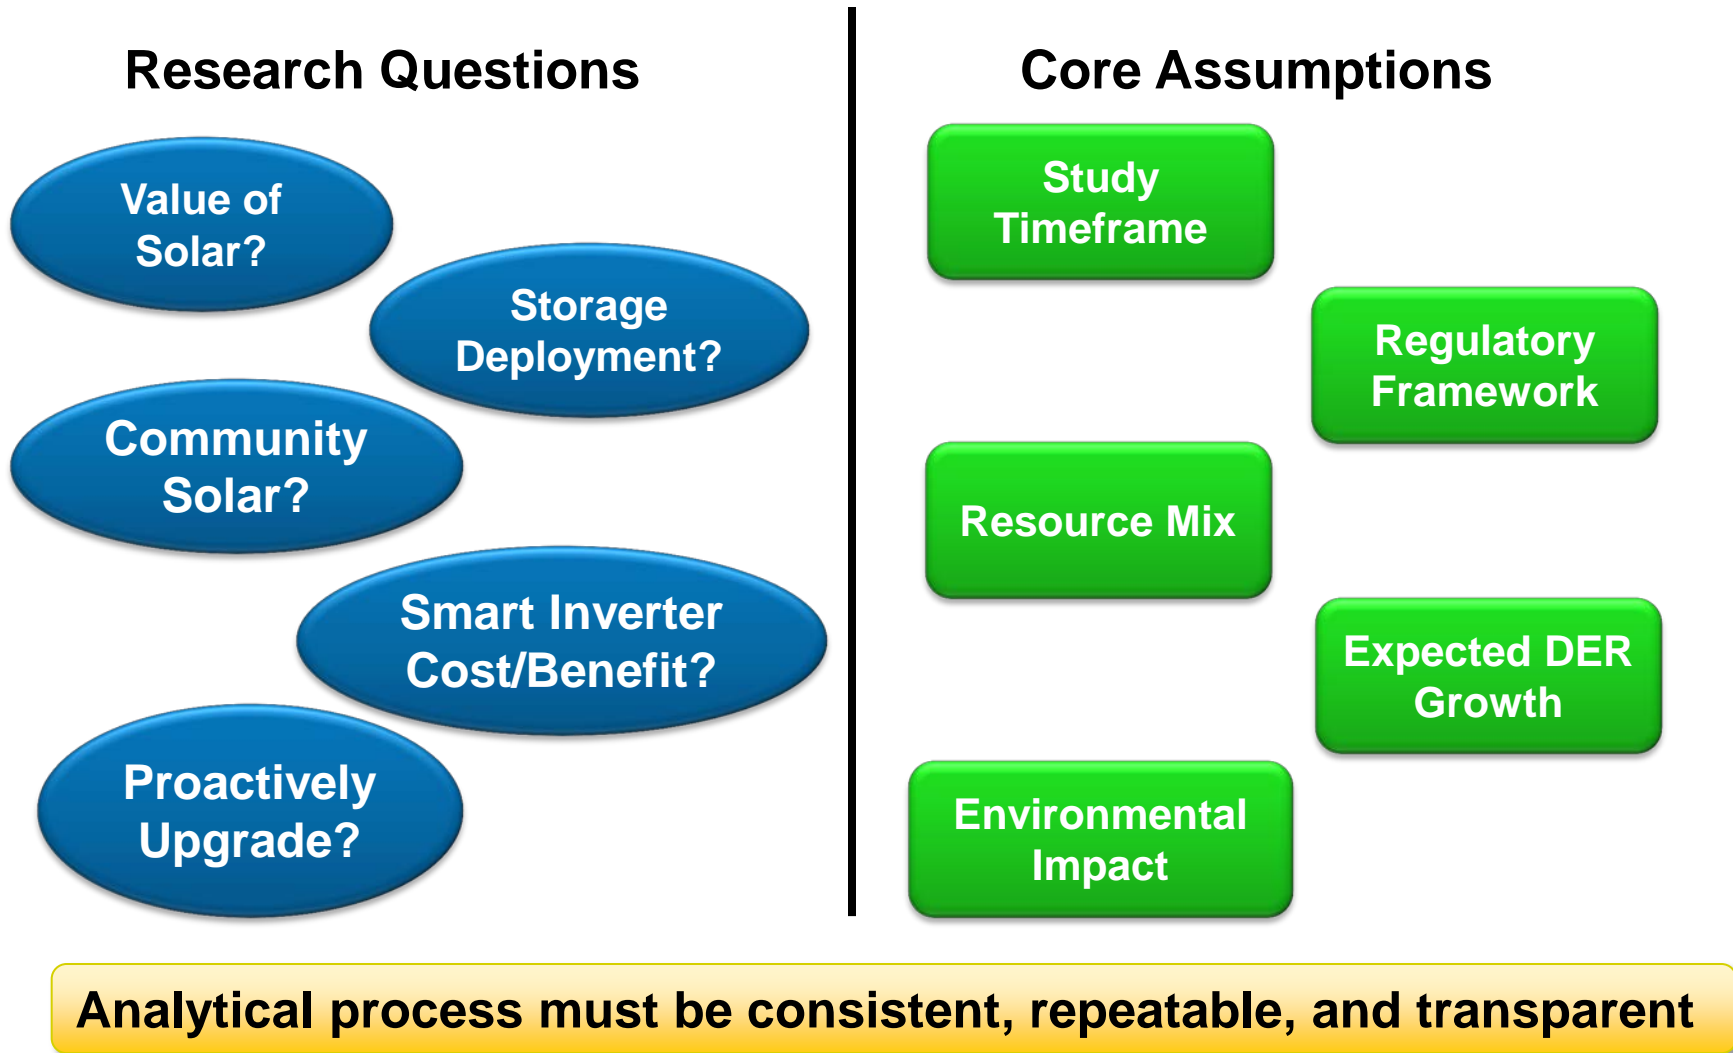 Research Questions
Value of
Solar?
Storage
Deployment?
Community
Solar?
Smart Inverter
Cost/Benefit?
Proactively
Upgrade?
Core Assumptions
Study
Timeframe
Regulatory
Framework
Resource Mix
Expected DER
Growth
Environmental
Impact
Analytical process must be consistent, repeatable, and transparent